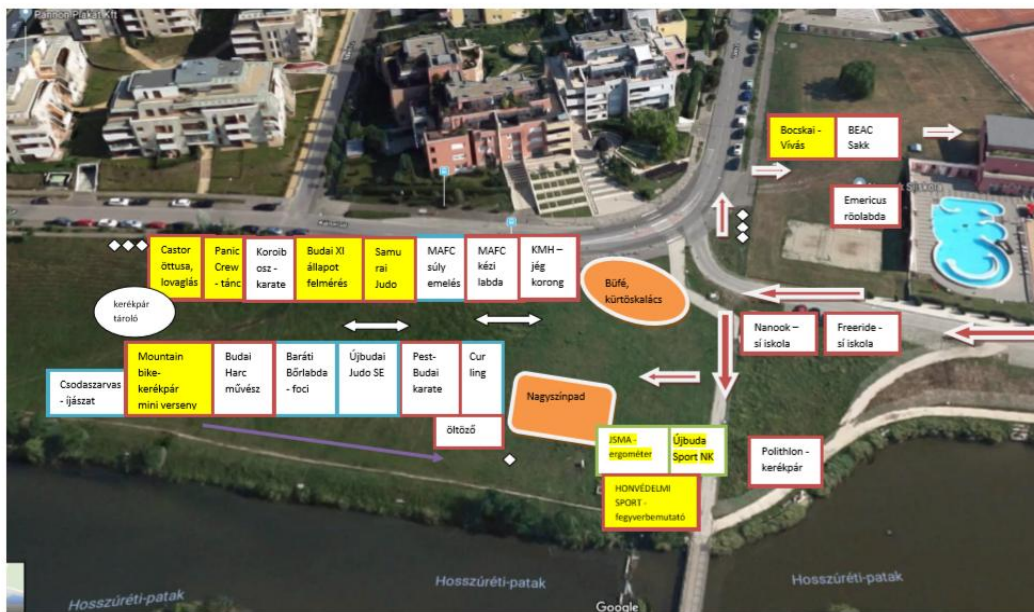 Pannon Plakát Kft
Bocskai -
Vívás
BEAC
Sakk
Emericus
röolabda
Castor
öttusa,
lovaglás
Panic
Crew
- tánc
Koroib
osz -
karate
Budai XI
állapot
felmérés
Samu
rai
Judo
MAFC
súly
emelés
MAFC
kézi
labda
KMH –
jég
korong
Büfé,
kürtöskalács
kerékpár
tároló
Nanook –
sí iskola
Freeride -
sí iskola
Csodaszarvas
- íjászat
Mountain
bike-
kerékpár
mini verseny
Budai
Harc
művész
Baráti
Bőrlabda
- foci
Újbudai
Judo SE
Pest-
Budai
karate
Cur
ling
öltöző
Nagyszínpad
JSMA -
ergométer
Újbuda
Sport NK
HONVÉDELMI
SPORT -
fegyverbemutató
Polithlon -
kerékpár
Hosszúréti-patak
Hosszúréti-patak
Hosszúréti-patak
Google